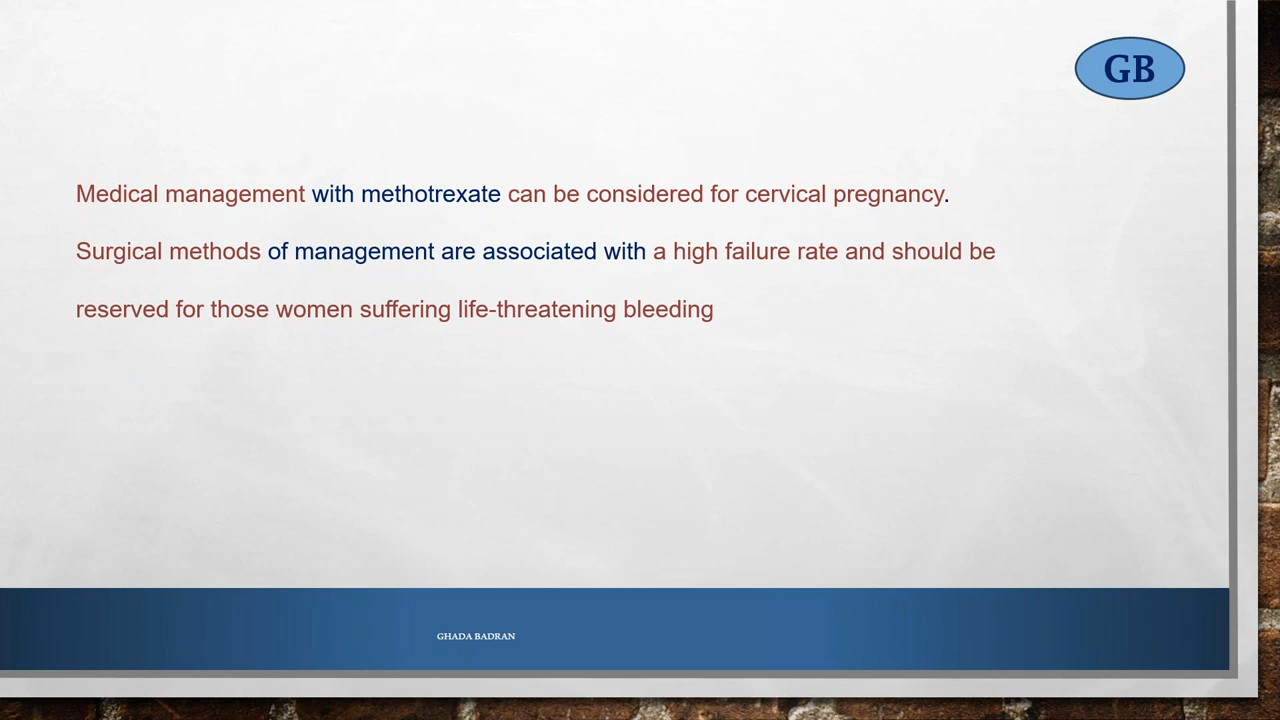 GB
Medical management with methotrexate can be considered for cervical pregnancy.
Surgical methods of management are associated with a high failure rate and should be
reserved for those women suffering life-threatening bleeding
GHADA BADRAN